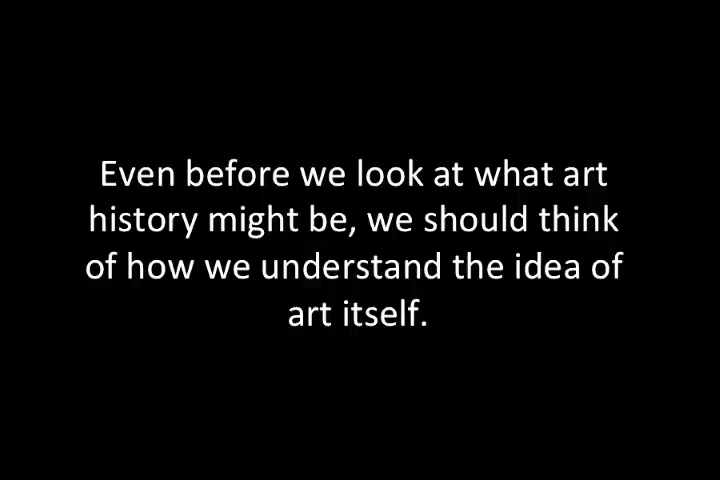 Even before we look at what art
history might be, we should think
of how we understand the idea of
art itself.